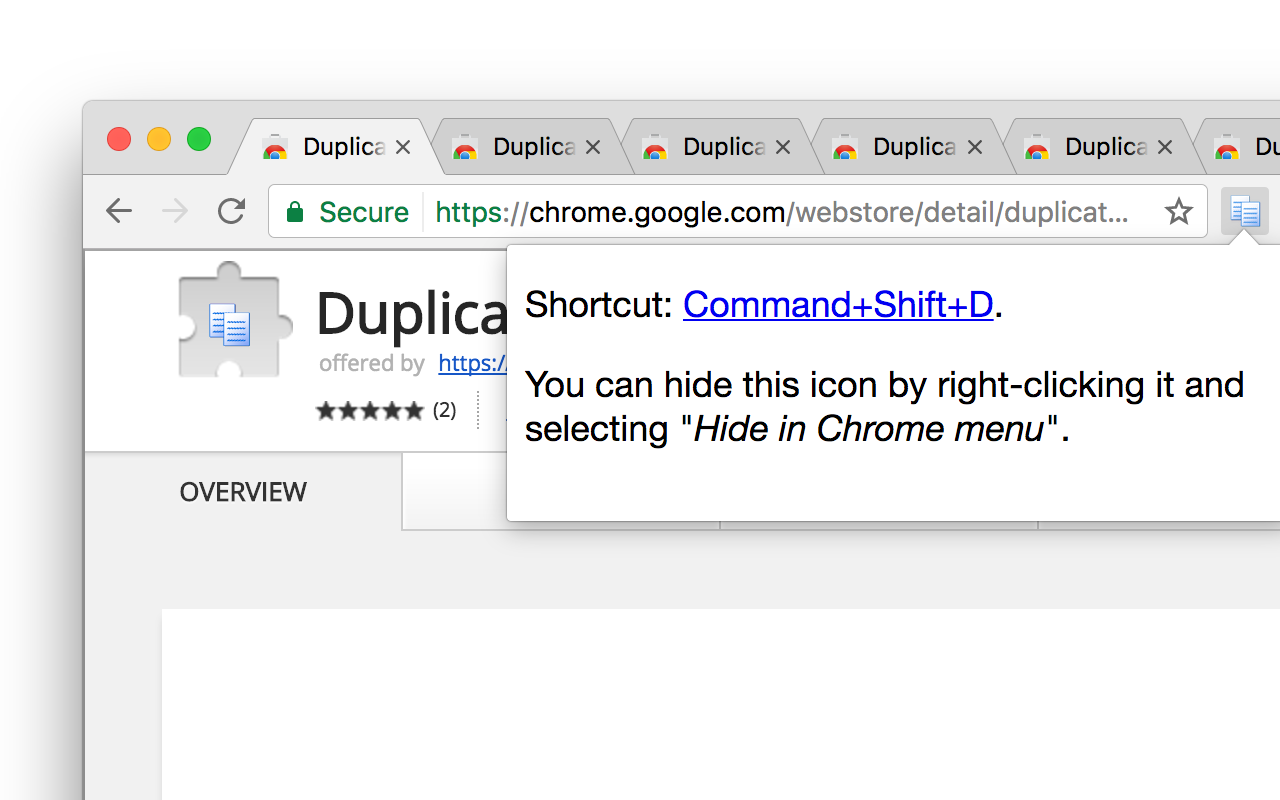 Duplica Duplica Duplica Duplica Duplica Du
Secure https://chrome.google.com/webstore/detail/duplicat...
Shortcut: Command+Shift+D.
Duplica
offered by https:/
You can hide this icon by right-clicking it and
selecting "Hide in Chrome menu".
(2)
OVERVIEW